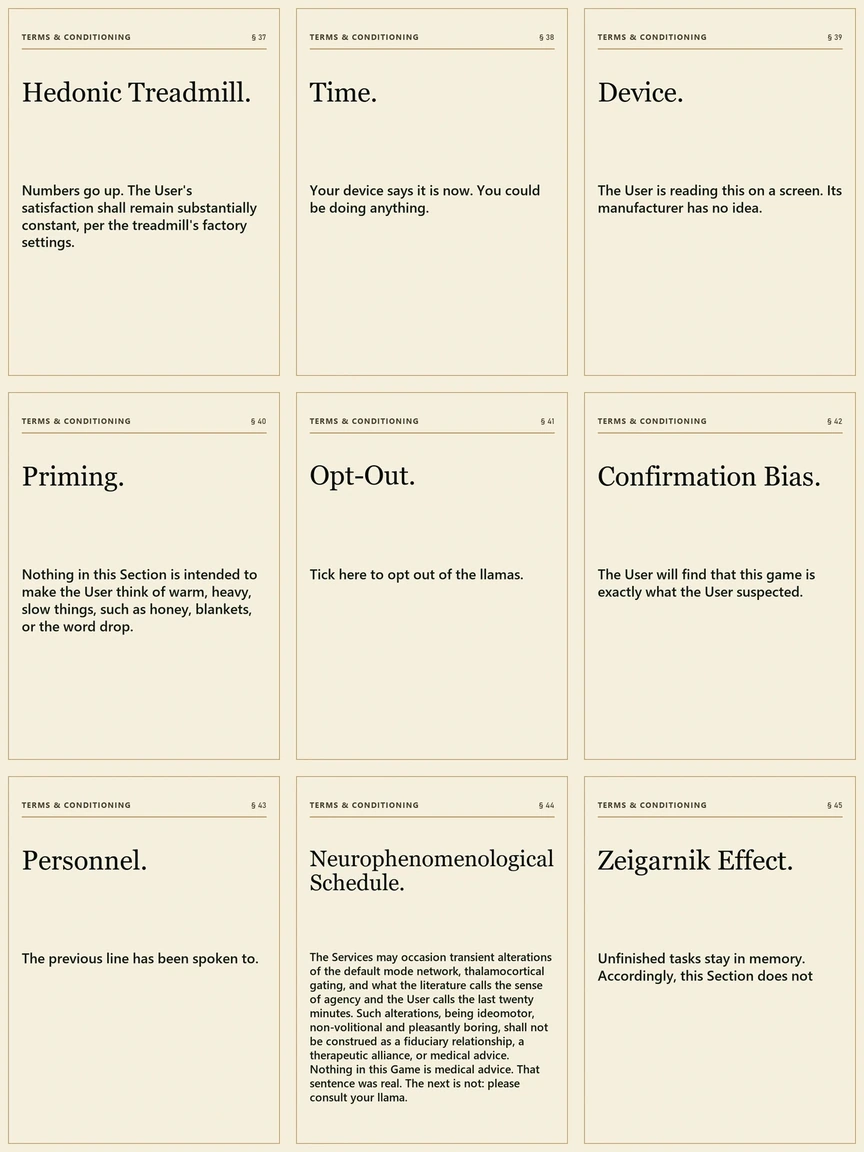 TERMS & CONDITIONING § 37
Hedonic Treadmill.
Numbers go up. The User's
satisfaction shall remain substantially
constant, per the treadmill's factory
settings.
TERMS & CONDITIONING § 38
Time.
Your device says it is now. You could
be doing anything.
TERMS & CONDITIONING § 39
Device.
The User is reading this on a screen. Its
manufacturer has no idea.
TERMS & CONDITIONING § 40
Priming.
Nothing in this Section is intended to
make the User think of warm, heavy,
slow things, such as honey, blankets,
or the word drop.
TERMS & CONDITIONING § 41
Opt-Out.
Tick here to opt out of the llamas.
TERMS & CONDITIONING § 42
Confirmation Bias.
The User will find that this game is
exactly what the User suspected.
TERMS & CONDITIONING § 43
Personnel.
The previous line has been spoken to.
TERMS & CONDITIONING § 44
Neurophenomenological
Schedule.
The Services may occasion transient alterations
of the default mode network, thalamocortical
gating, and what the literature calls the sense
of agency and the User calls the last twenty
minutes. Such alterations, being ideomotor,
non-volitional and pleasantly boring, shall not
be construed as a fiduciary relationship, a
therapeutic alliance, or medical advice.
Nothing in this Game is medical advice. That
sentence was real. The next is not: please
consult your llama.
TERMS & CONDITIONING § 45
Zeigarnik Effect.
Unfinished tasks stay in memory.
Accordingly, this Section does not